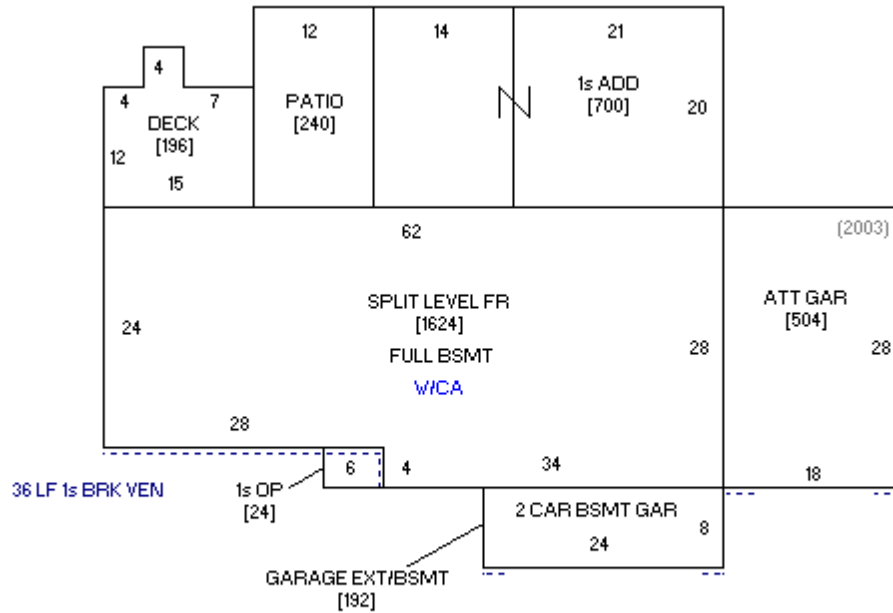 12
14
21
4
4
7
PATIO
[240]
1s ADD
[700]
20
DECK
[196]
12
15
62
(2003)
SPLIT LEVEL FR
[1624]
FULL BSMT
W/CA
24
28
ATT GAR
[504]
28
28
36 LF 1s BRK VEN
1s OP
[24]
6
4
34
18
2 CAR BSMT GAR
8
24
GARAGE EXT/BSMT
[192]